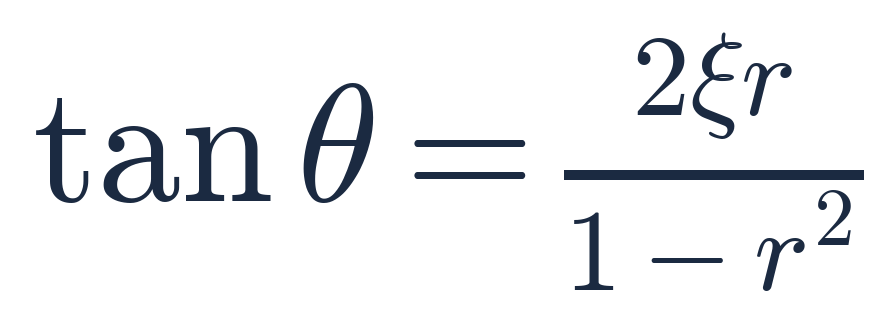 tan θ = 2ξr / (1 − r²)